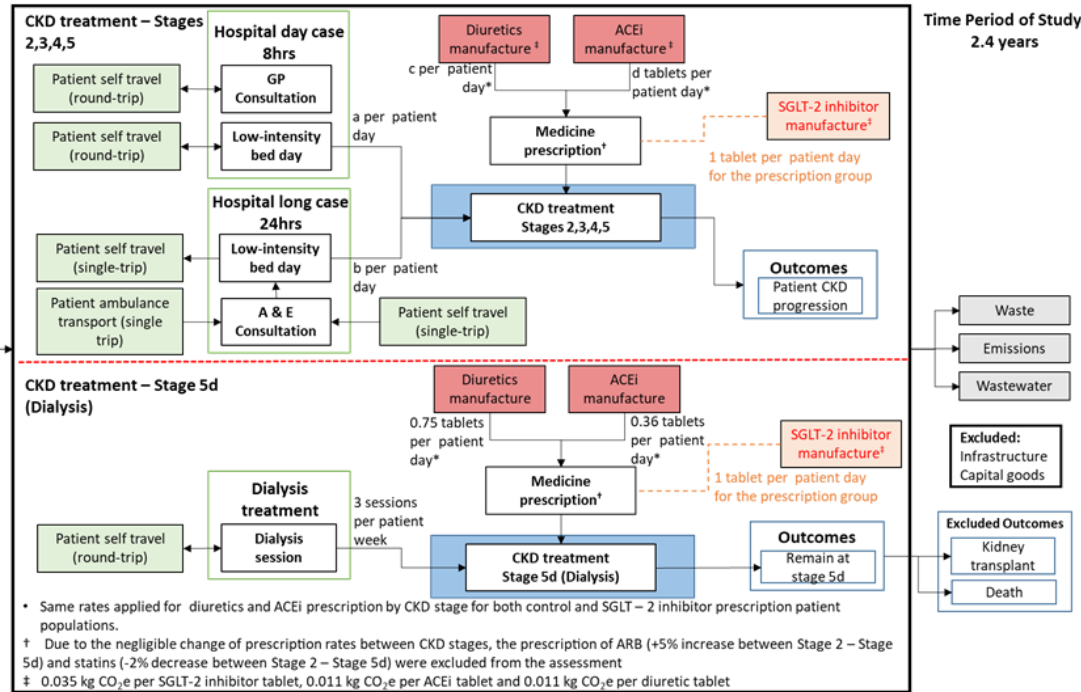 CKD treatment – Stages
2,3,4,5
Hospital day case
8hrs
Patient self travel
(round-trip)
GP
Consultation
Patient self travel
(round-trip)
Low-intensity
bed day
a per patient
day
Hospital long case
24hrs
Patient self travel
(single-trip)
Low-intensity
bed day
b per patient
day
Patient ambulance
transport (single
trip)
A & E
Consultation
Patient self travel
(single-trip)
Diuretics
manufacture ‡
ACEi
manufacture ‡
c per patient
day*
d tablets per
patient day*
SGLT-2 inhibitor
manufacture‡
Medicine
prescription†
1 tablet per patient day
for the prescription group
CKD treatment
Stages 2,3,4,5
Outcomes
Patient CKD
progression
Time Period of Study
2.4 years
Waste
Emissions
Wastewater
Excluded:
Infrastructure
Capital goods
CKD treatment – Stage 5d
(Dialysis)
Diuretics
manufacture
ACEi
manufacture
0.75 tablets
per patient
day*
0.36 tablets
per patient
day*
SGLT-2 inhibitor
manufacture‡
Medicine
prescription†
1 tablet per patient day
for the prescription group
Dialysis
treatment
Patient self travel
(round-trip)
Dialysis
session
3 sessions
per patient
week
CKD treatment
Stage 5d (Dialysis)
Outcomes
Remain at
stage 5d
Excluded Outcomes
Kidney
transplant
Death
• Same rates applied for diuretics and ACEi prescription by CKD stage for both control and SGLT – 2 inhibitor prescription patient
populations.
† Due to the negligible change of prescription rates between CKD stages, the prescription of ARB (+5% increase between Stage 2 – Stage
5d) and statins (-2% decrease between Stage 2 – Stage 5d) were excluded from the assessment
‡ 0.035 kg CO₂e per SGLT-2 inhibitor tablet, 0.011 kg CO₂e per ACEi tablet and 0.011 kg CO₂e per diuretic tablet